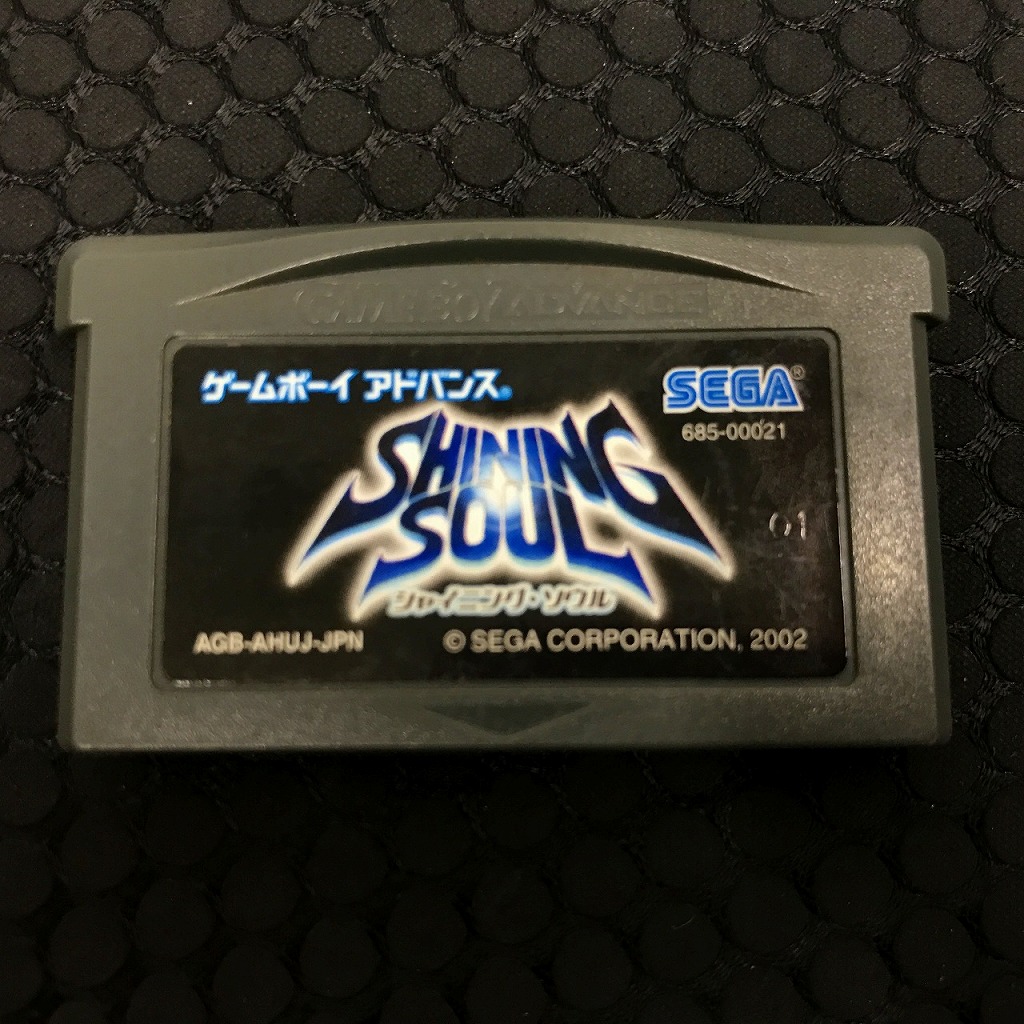 GAME BOY ADVANCE
ゲームボーイ アドバンス®
SEGA®
685-00021
SHINING
SOUL
シャイニング・ソウル
01
AGB-AHUJ-JPN
© SEGA CORPORATION, 2002